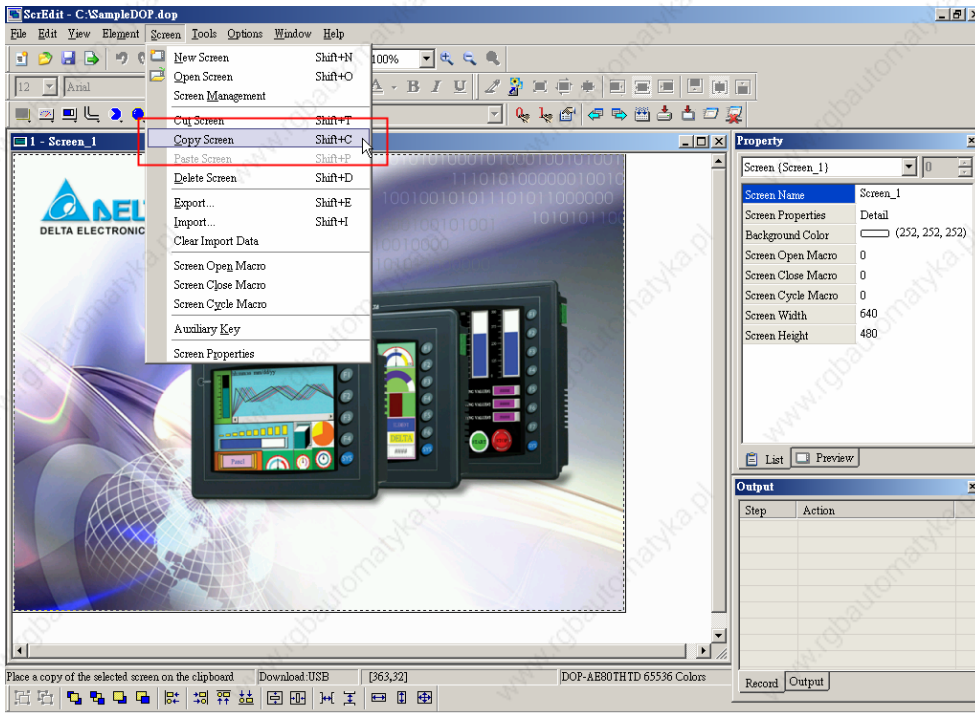 ScrEdit - C:\SampleDOP.dop
File Edit View Element Screen Tools Options Window Help
New Screen Shift+N
100%
Open Screen Shift+O
12 Arial
A B I U
Screen Management
Cut Screen Shift+T
Copy Screen Shift+C
Paste Screen Shift+P
Delete Screen Shift+D
Export... Shift+E
Import... Shift+I
Clear Import Data
Screen Open Macro
Screen Close Macro
Screen Cycle Macro
Auxiliary Key
Screen Properties
1 - Screen_1
DEL
DELTA ELECTRONIC
DELTA
START
Panel
SYS
Property
Screen {Screen_1} 0
Screen Name Screen_1
Screen Properties Detail
Background Color (252, 252, 252)
Screen Open Macro 0
Screen Close Macro 0
Screen Cycle Macro 0
Screen Width 640
Screen Height 480
List Preview
Output
Step Action
Record Output
Place a copy of the selected screen on the clipboard Download:USB [363,32] DOP-AE80THTD 65536 Colors
www.rgbautomatyka.pl